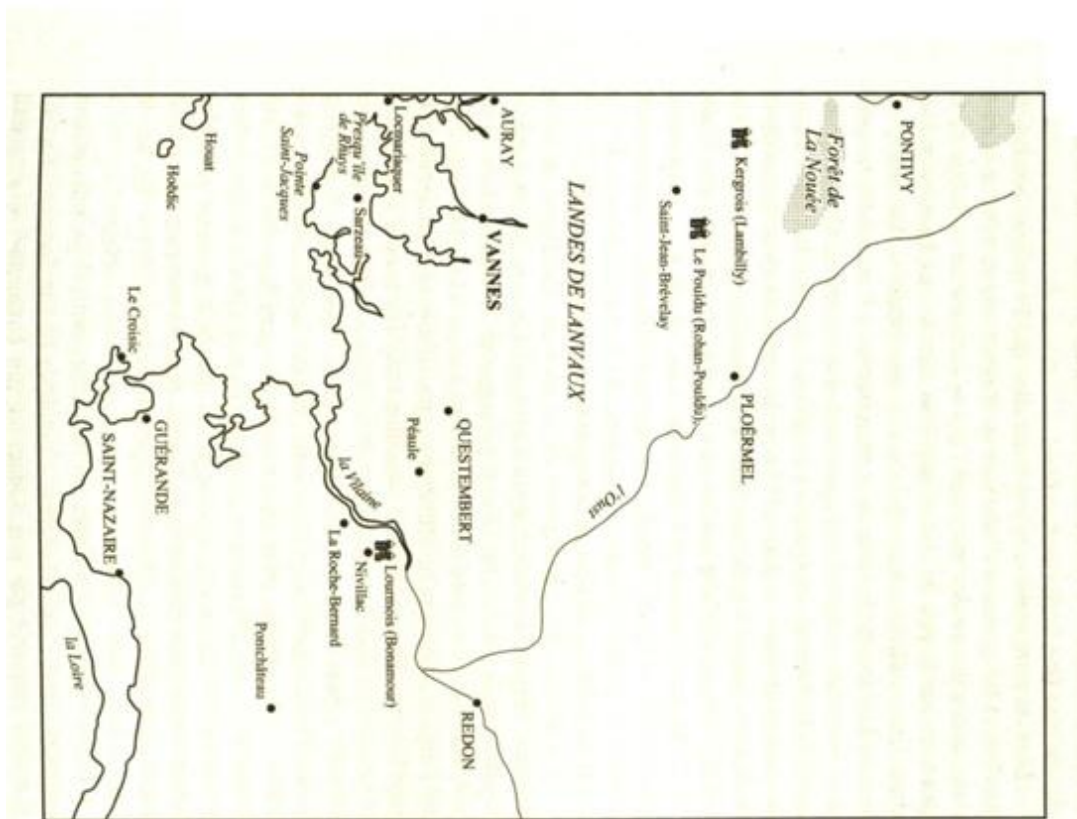 PONTIVY
Forêt de
La Nouée
Kergrois (Lambilly)
PLOËRMEL
Le Pouldu (Rohan-Pouldu)
Saint-Jean-Brévelay
l'Oust
LANDES DE LANVAUX
AURAY
VANNES
REDON
QUESTEMBERT
Péaule
Locmariaquer
Lourmois (Bonamour)
Presqu'île
de Rhuys
Sarzeau
la Vilaine
Nivillac
La Roche-Bernard
Pointe
Saint-Jacques
Pontchâteau
Houat
Hoëdic
GUÉRANDE
Le Croisic
SAINT-NAZAIRE
la Loire